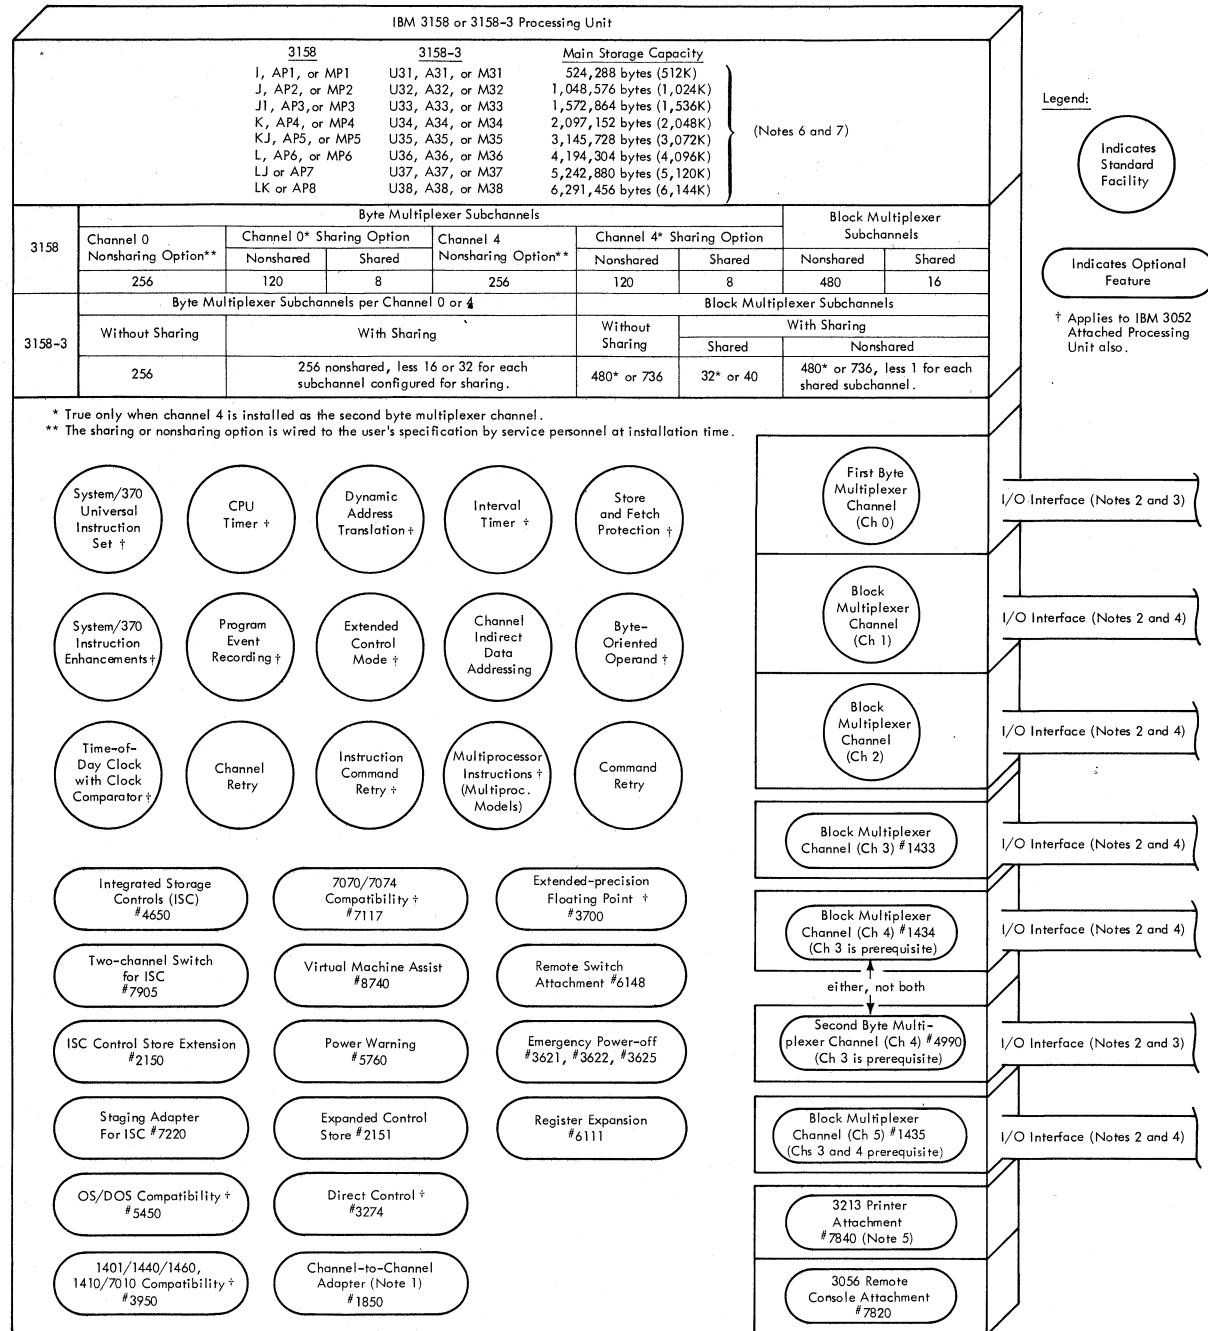 IBM 3158 or 3158-3 Processing Unit
3158 3158-3 Main Storage Capacity
I, AP1, or MP1 U31, A31, or M31 524,288 bytes (512K)
J, AP2, or MP2 U32, A32, or M32 1,048,576 bytes (1,024K)
J1, AP3,or MP3 U33, A33, or M33 1,572,864 bytes (1,536K)
K, AP4, or MP4 U34, A34, or M34 2,097,152 bytes (2,048K)
KJ, AP5, or MP5 U35, A35, or M35 3,145,728 bytes (3,072K)
L, AP6, or MP6 U36, A36, or M36 4,194,304 bytes (4,096K)
LJ or AP7 U37, A37, or M37 5,242,880 bytes (5,120K)
LK or AP8 U38, A38, or M38 6,291,456 bytes (6,144K)
(Notes 6 and 7)
Legend:
Indicates
Standard
Facility
Indicates Optional
Feature
† Applies to IBM 3052
Attached Processing
Unit also.
3158
Byte Multiplexer Subchannels
Block Multiplexer
Subchannels
Channel 0
Nonsharing Option**
Channel 0* Sharing Option
Channel 4
Nonsharing Option**
Channel 4* Sharing Option
Nonshared Shared Nonshared Shared Nonshared Shared
256 120 8 256 120 8 480 16
3158-3
Byte Multiplexer Subchannels per Channel 0 or 4
Block Multiplexer Subchannels
Without Sharing
With Sharing
Without
Sharing
With Sharing
Shared Nonshared
256
256 nonshared, less 16 or 32 for each
subchannel configured for sharing.
480* or 736
32* or 40
480* or 736, less 1 for each
shared subchannel.
* True only when channel 4 is installed as the second byte multiplexer channel.
** The sharing or nonsharing option is wired to the user's specification by service personnel at installation time.
System/370
Universal
Instruction
Set †
CPU
Timer †
Dynamic
Address
Translation †
Interval
Timer †
Store
and Fetch
Protection †
System/370
Instruction
Enhancements †
Program
Event
Recording †
Extended
Control
Mode †
Channel
Indirect
Data
Addressing
Byte-
Oriented
Operand †
Time-of-
Day Clock
with Clock
Comparator †
Channel
Retry
Instruction
Command
Retry †
Multiprocessor
Instructions †
(Multiproc.
Models)
Command
Retry
Integrated Storage
Controls (ISC)
#4650
7070/7074
Compatibility †
#7117
Extended-precision
Floating Point †
#3700
Two-channel Switch
for ISC
#7905
Virtual Machine Assist
#8740
Remote Switch
Attachment #6148
ISC Control Store Extension
#2150
Power Warning
#5760
Emergency Power-off
#3621, #3622, #3625
Staging Adapter
For ISC #7220
Expanded Control
Store #2151
Register Expansion
#6111
OS/DOS Compatibility †
#5450
Direct Control †
#3274
1401/1440/1460,
1410/7010 Compatibility †
#3950
Channel-to-Channel
Adapter (Note 1)
#1850
First Byte
Multiplexer
Channel
(Ch 0)
I/O Interface (Notes 2 and 3)
Block
Multiplexer
Channel
(Ch 1)
I/O Interface (Notes 2 and 4)
Block
Multiplexer
Channel
(Ch 2)
I/O Interface (Notes 2 and 4)
Block Multiplexer
Channel (Ch 3) #1433
I/O Interface (Notes 2 and 4)
Block Multiplexer
Channel (Ch 4) #1434
(Ch 3 is prerequisite)
I/O Interface (Notes 2 and 4)
either, not both
Second Byte Multi-
plexer Channel (Ch 4) #4990
(Ch 3 is prerequisite)
I/O Interface (Notes 2 and 3)
Block Multiplexer
Channel (Ch 5) #1435
(Chs 3 and 4 prerequisite)
I/O Interface (Notes 2 and 4)
3213 Printer
Attachment
#7840 (Note 5)
3056 Remote
Console Attachment
#7820